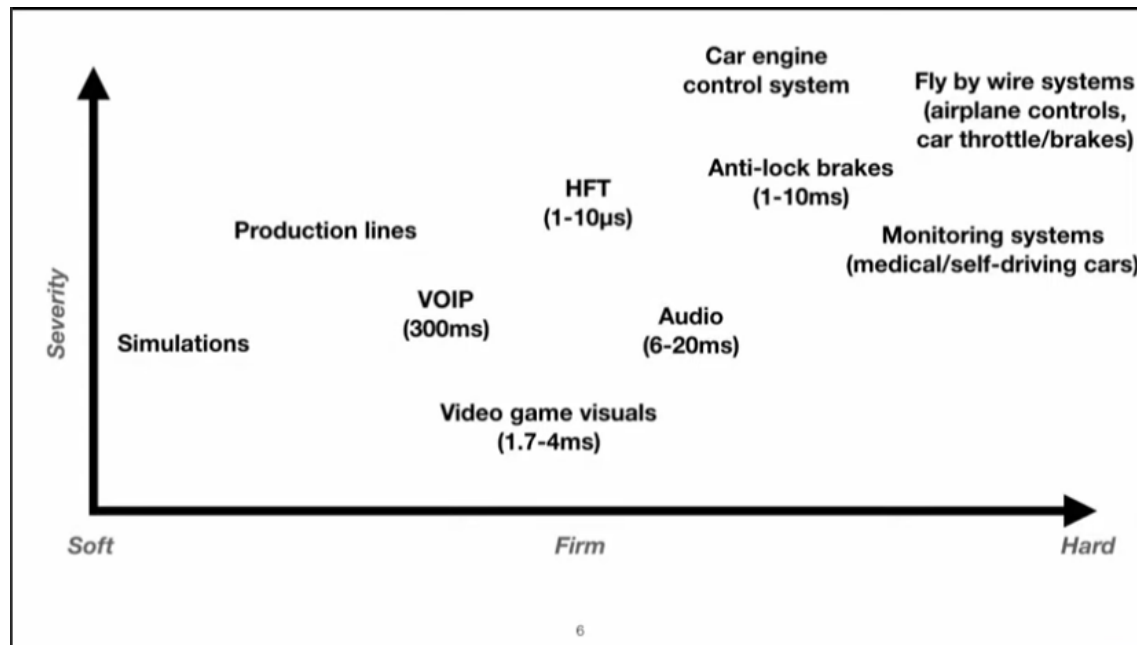 Car engine
control system
Fly by wire systems
(airplane controls,
car throttle/brakes)
Anti-lock brakes
(1-10ms)
HFT
(1-10µs)
Production lines
Monitoring systems
(medical/self-driving cars)
VOIP
(300ms)
Audio
(6-20ms)
Simulations
Severity
Video game visuals
(1.7-4ms)
Soft
Firm
Hard
6